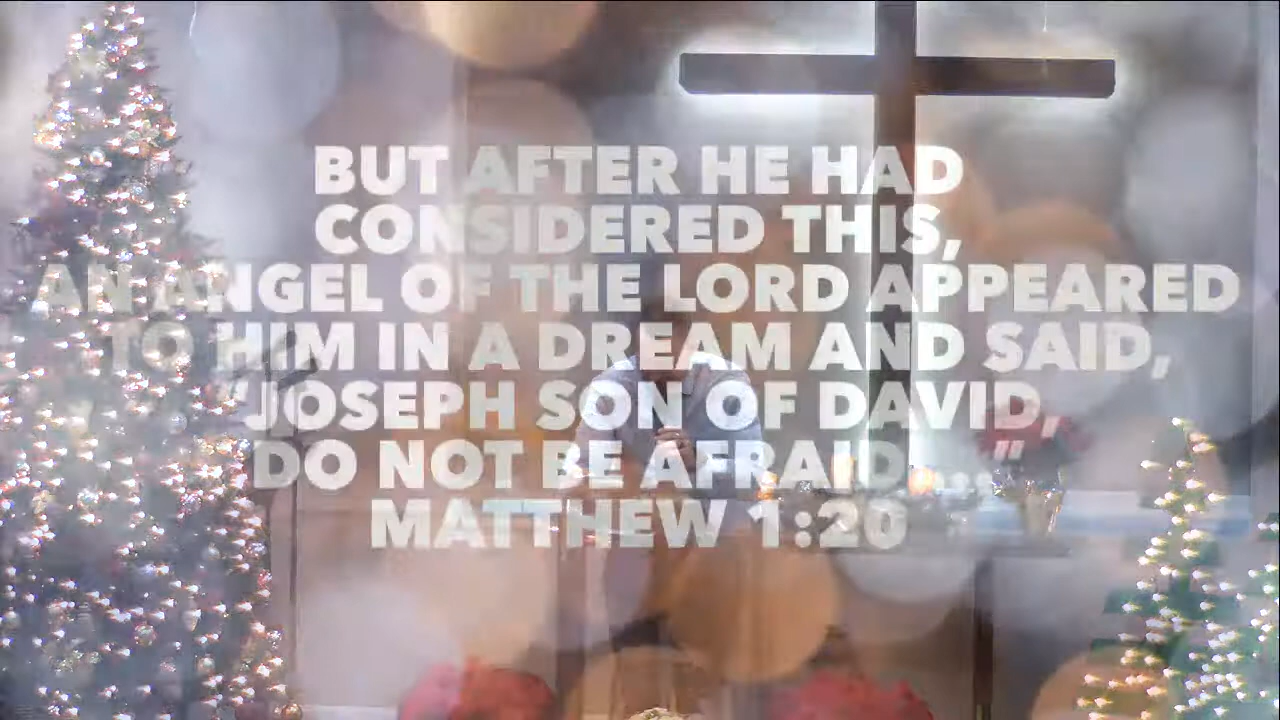 BUT AFTER HE HAD
CONSIDERED THIS,
AN ANGEL OF THE LORD APPEARED
TO HIM IN A DREAM AND SAID,
“JOSEPH SON OF DAVID,
DO NOT BE AFRAID....”
MATTHEW 1:20